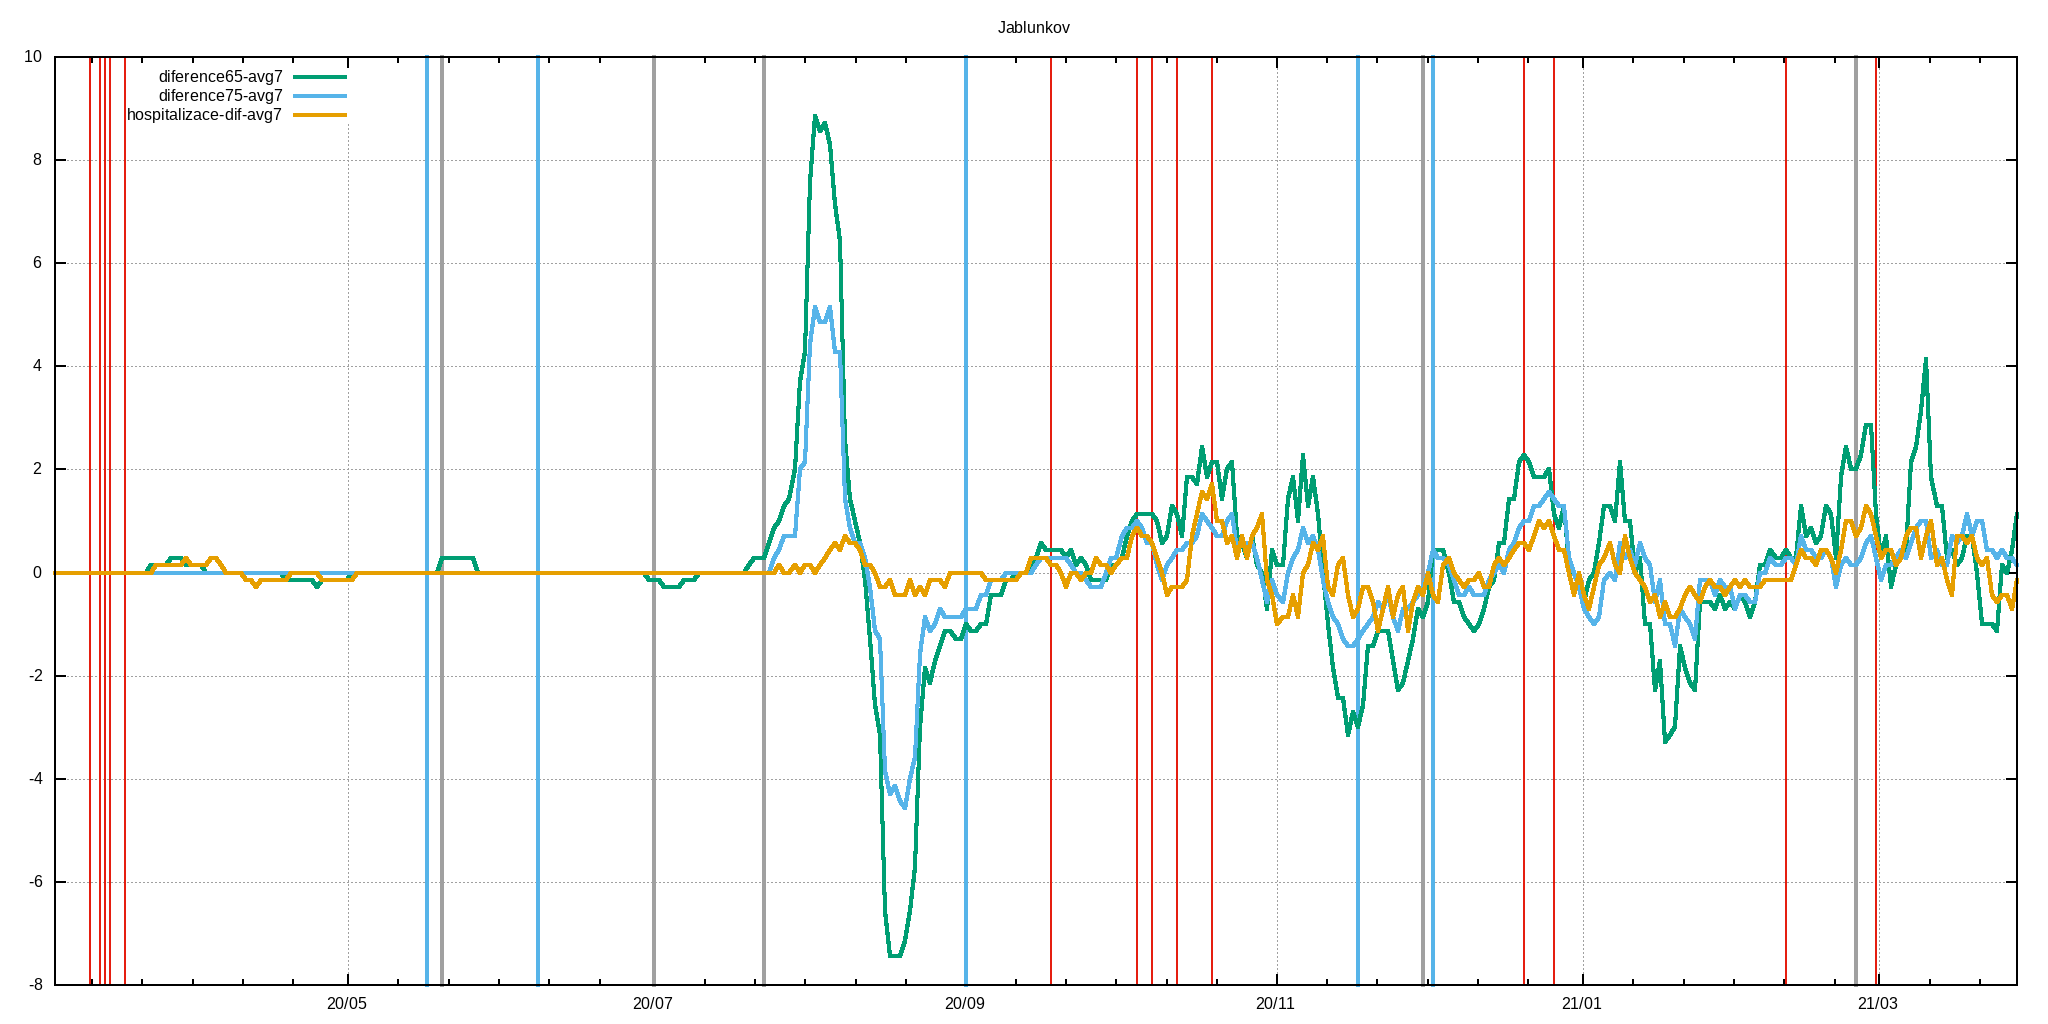 Jablunkov
10
diference65-avg7
diference75-avg7
hospitalizace-dif-avg7
8
6
4
2
0
-2
-4
-6
-8
20/05 20/07 20/09 20/11 21/01 21/03